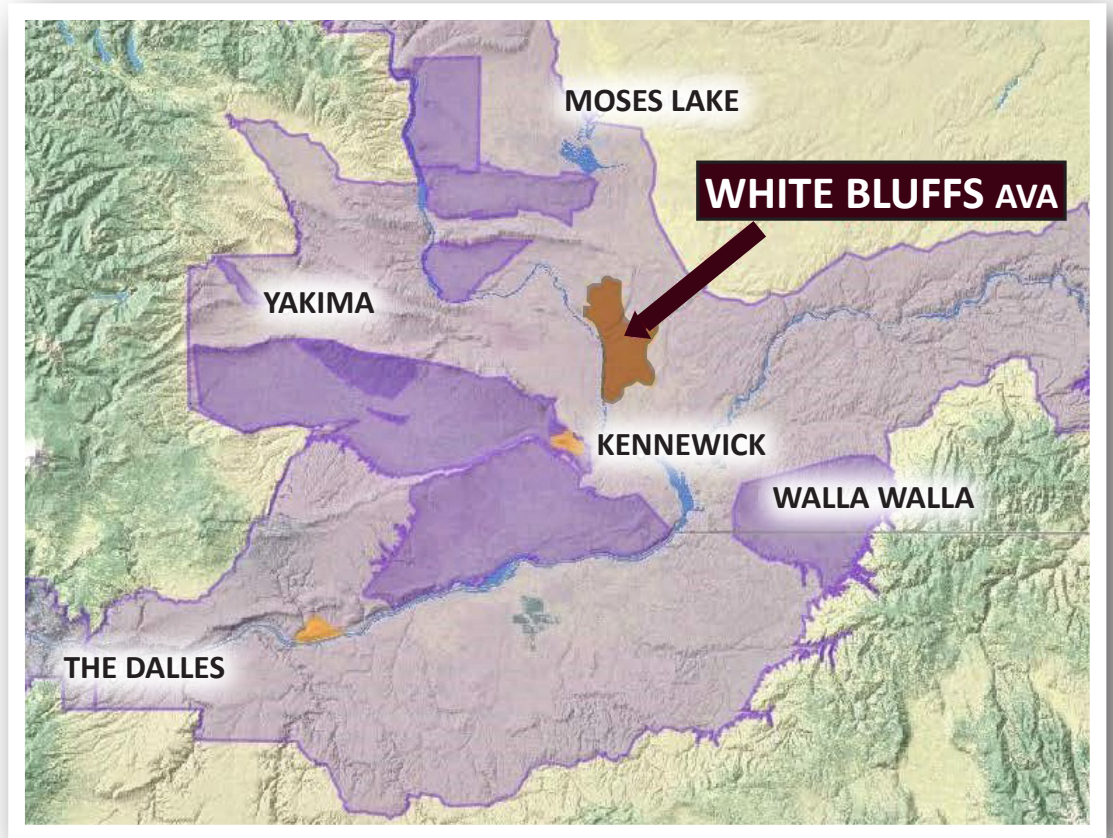 MOSES LAKE
WHITE BLUFFS AVA
YAKIMA
KENNEWICK
WALLA WALLA
THE DALLES